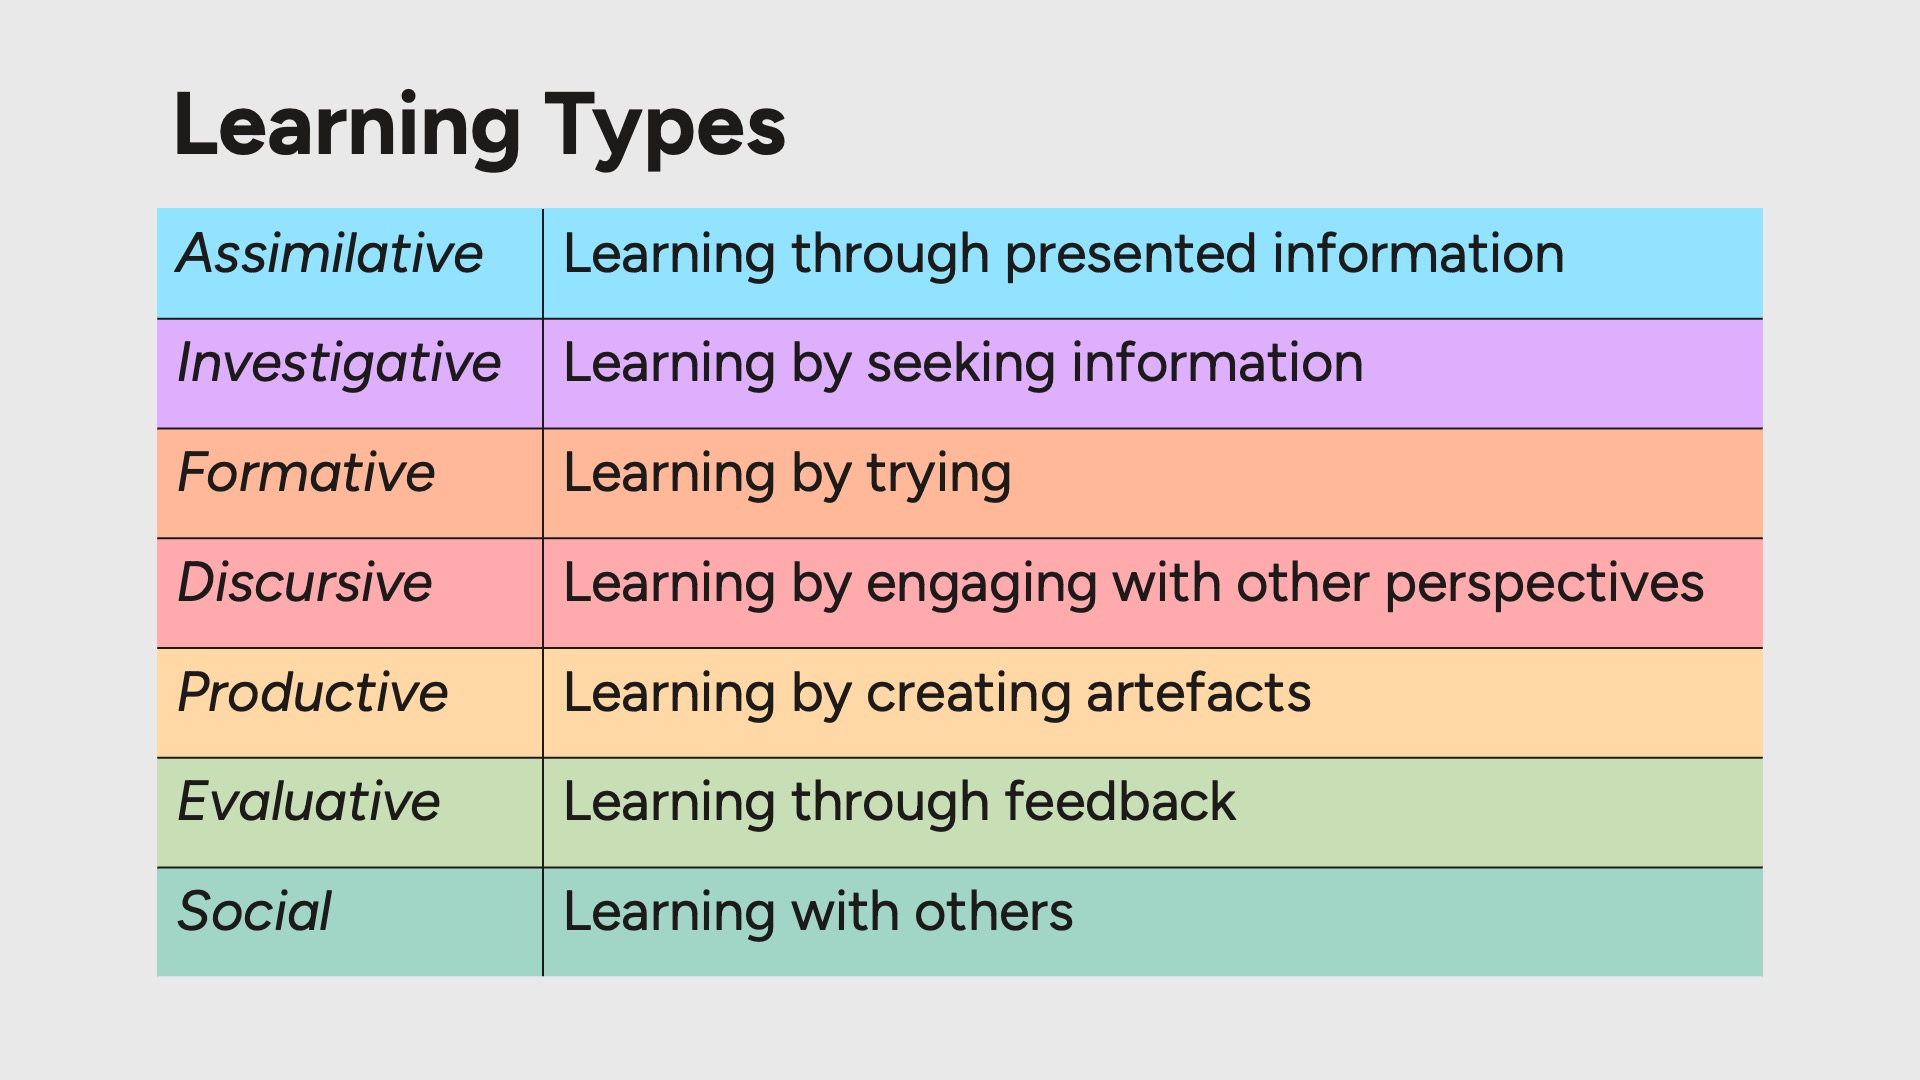 Learning Types
Assimilative Learning through presented information
Investigative Learning by seeking information
Formative Learning by trying
Discursive Learning by engaging with other perspectives
Productive Learning by creating artefacts
Evaluative Learning through feedback
Social Learning with others